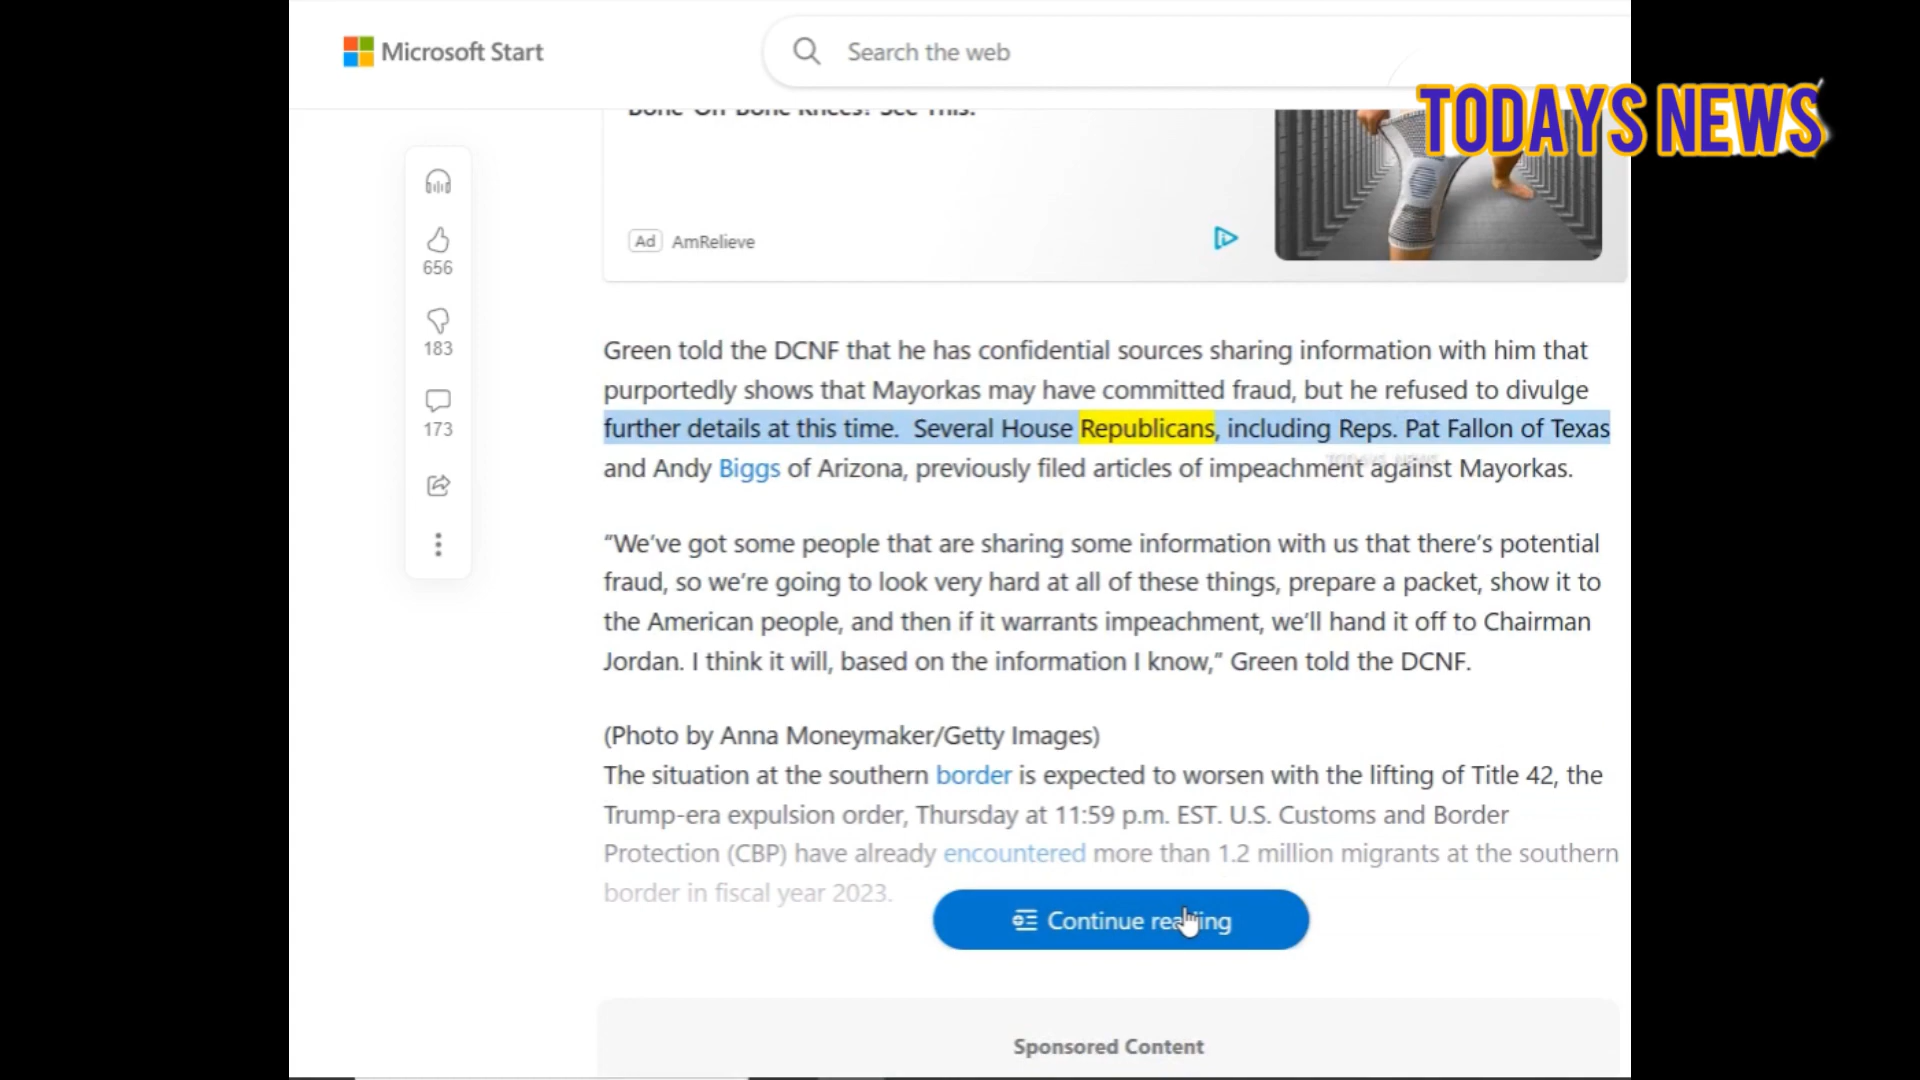 Microsoft Start
Search the web
TODAYS NEWS
Bone-On-Bone Knees? See This.
Ad AmRelieve
656
183
173
Green told the DCNF that he has confidential sources sharing information with him that
purportedly shows that Mayorkas may have committed fraud, but he refused to divulge
further details at this time.  Several House Republicans, including Reps. Pat Fallon of Texas
and Andy Biggs of Arizona, previously filed articles of impeachment against Mayorkas.
TODAYS NEWS
“We’ve got some people that are sharing some information with us that there’s potential
fraud, so we’re going to look very hard at all of these things, prepare a packet, show it to
the American people, and then if it warrants impeachment, we’ll hand it off to Chairman
Jordan. I think it will, based on the information I know,” Green told the DCNF.
(Photo by Anna Moneymaker/Getty Images)
The situation at the southern border is expected to worsen with the lifting of Title 42, the
Trump-era expulsion order, Thursday at 11:59 p.m. EST. U.S. Customs and Border
Protection (CBP) have already encountered more than 1.2 million migrants at the southern
border in fiscal year 2023.
Continue reading
Sponsored Content